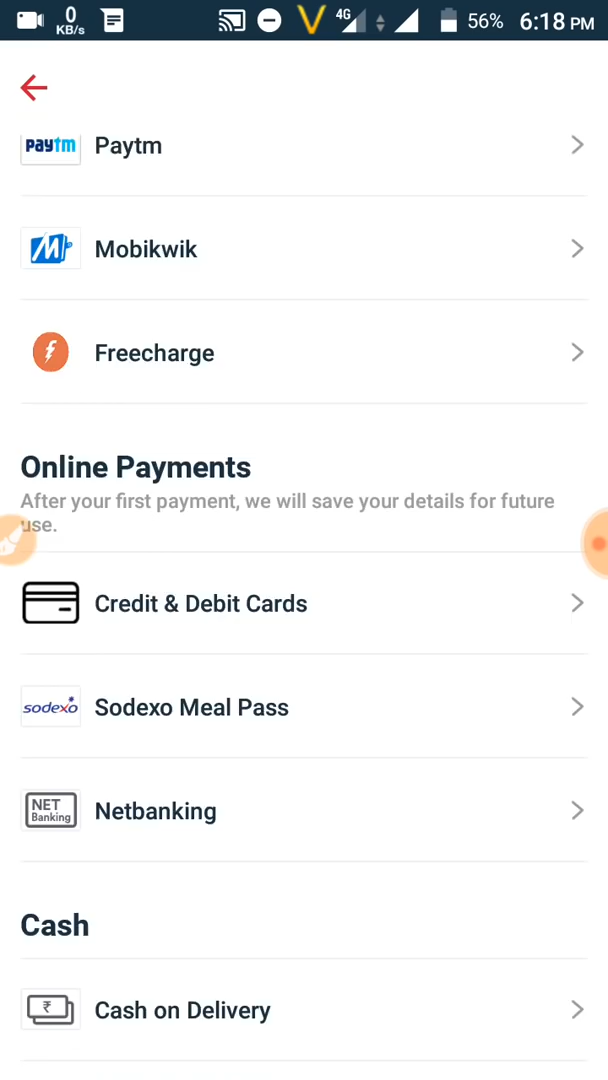 0
KB/s
4G
56%
6:18 PM
paytm
Paytm
Mobikwik
Freecharge
Online Payments
After your first payment, we will save your details for future
use.
Credit & Debit Cards
sodexo
Sodexo Meal Pass
NET
Banking
Netbanking
Cash
₹
Cash on Delivery